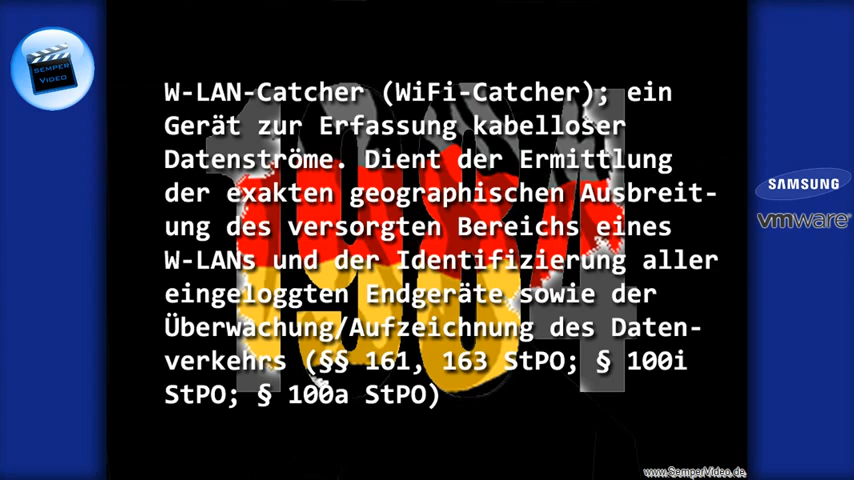 SEMPER
VIDEO
1984
W-LAN-Catcher (WiFi-Catcher); ein
Gerät zur Erfassung kabelloser
Datenströme. Dient der Ermittlung
der exakten geographischen Ausbreit-
ung des versorgten Bereichs eines
W-LANs und der Identifizierung aller
eingeloggten Endgeräte sowie der
Überwachung/Aufzeichnung des Daten-
verkehrs (§§ 161, 163 StPO; § 100i
StPO; § 100a StPO)
SAMSUNG
vmware®
www.SemperVideo.de